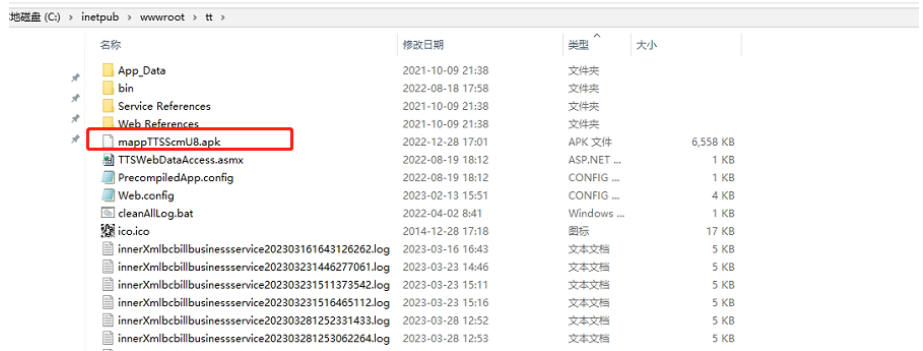 地磁盘 (C:) › inetpub › wwwroot › tt ›
名称 修改日期 类型 大小
App_Data 2021-10-09 21:38 文件夹
bin 2022-08-18 17:58 文件夹
Service References 2021-10-09 21:38 文件夹
Web References 2021-10-09 21:38 文件夹
mappTTSScmU8.apk 2022-12-28 17:01 APK 文件 6,558 KB
TTSWebDataAccess.asmx 2022-08-19 18:12 ASP.NET ... 1 KB
PrecompiledApp.config 2022-08-19 18:12 CONFIG ... 1 KB
Web.config 2023-02-13 15:51 CONFIG ... 4 KB
cleanAllLog.bat 2022-04-02 8:41 Windows ... 1 KB
ico.ico 2014-12-28 17:18 图标 17 KB
innerXmlbcbillbusinessservice202303161643126262.log 2023-03-16 16:43 文本文档 5 KB
innerXmlbcbillbusinessservice202303231446277061.log 2023-03-23 14:46 文本文档 5 KB
innerXmlbcbillbusinessservice202303231511373542.log 2023-03-23 15:11 文本文档 5 KB
innerXmlbcbillbusinessservice202303231516465112.log 2023-03-23 15:16 文本文档 5 KB
innerXmlbcbillbusinessservice202303281252331433.log 2023-03-28 12:52 文本文档 5 KB
innerXmlbcbillbusinessservice202303281253062264.log 2023-03-28 12:53 文本文档 5 KB